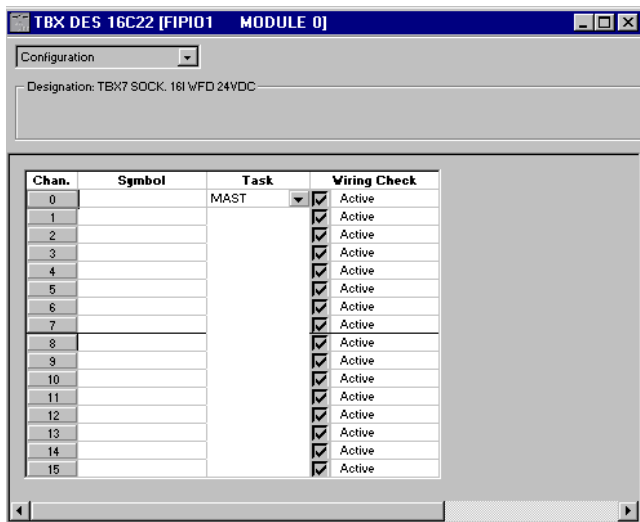 TBX DES 16C22 [FIPIO1 MODULE 0]
Configuration
Designation: TBX7 SOCK. 16I WFD 24VDC
Chan. Symbol Task Wiring Check
0 MAST Active
1 Active
2 Active
3 Active
4 Active
5 Active
6 Active
7 Active
8 Active
9 Active
10 Active
11 Active
12 Active
13 Active
14 Active
15 Active